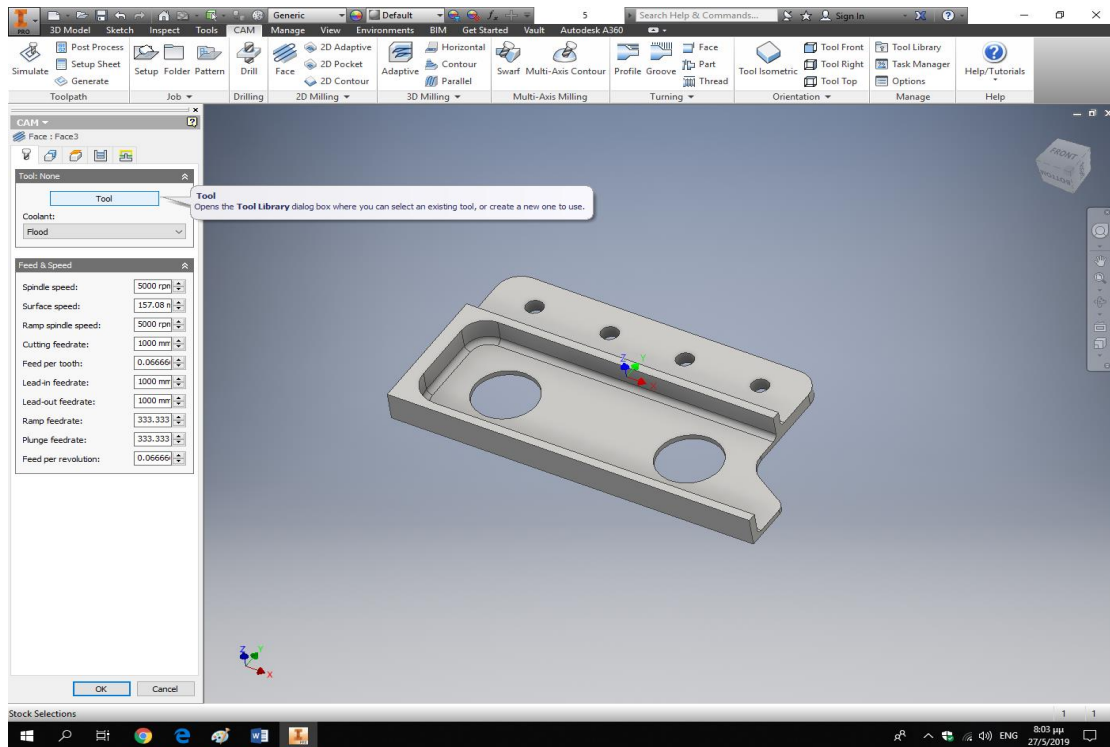 PRO
Generic
Default
5
Search Help & Commands...
Sign In
3D Model Sketch Inspect Tools CAM Manage View Environments BIM Get Started Vault Autodesk A360
Simulate
Post Process
Setup Sheet
Generate
Toolpath
Setup Folder Pattern
Job
Drill
Drilling
Face
2D Adaptive
2D Pocket
2D Contour
2D Milling
Adaptive
Horizontal
Contour
Parallel
3D Milling
Swarf Multi-Axis Contour
Multi-Axis Milling
Profile Groove
Face
Part
Thread
Turning
Tool Isometric
Tool Front
Tool Right
Tool Top
Orientation
Tool Library
Task Manager
Options
Manage
Help/Tutorials
Help
CAM
Face : Face3
Tool: None
Tool
Coolant:
Flood
Tool
Opens the Tool Library dialog box where you can select an existing tool, or create a new one to use.
Feed & Speed
Spindle speed: 5000 rpn
Surface speed: 157.08 n
Ramp spindle speed: 5000 rpn
Cutting feedrate: 1000 mm
Feed per tooth: 0.06666
Lead-in feedrate: 1000 mm
Lead-out feedrate: 1000 mm
Ramp feedrate: 333.333
Plunge feedrate: 333.333
Feed per revolution: 0.06666
FRONT
BOTTOM
Z Y
X
Z Y
X
OK Cancel
Stock Selections
1 1
ENG
8:03 μμ
27/5/2019